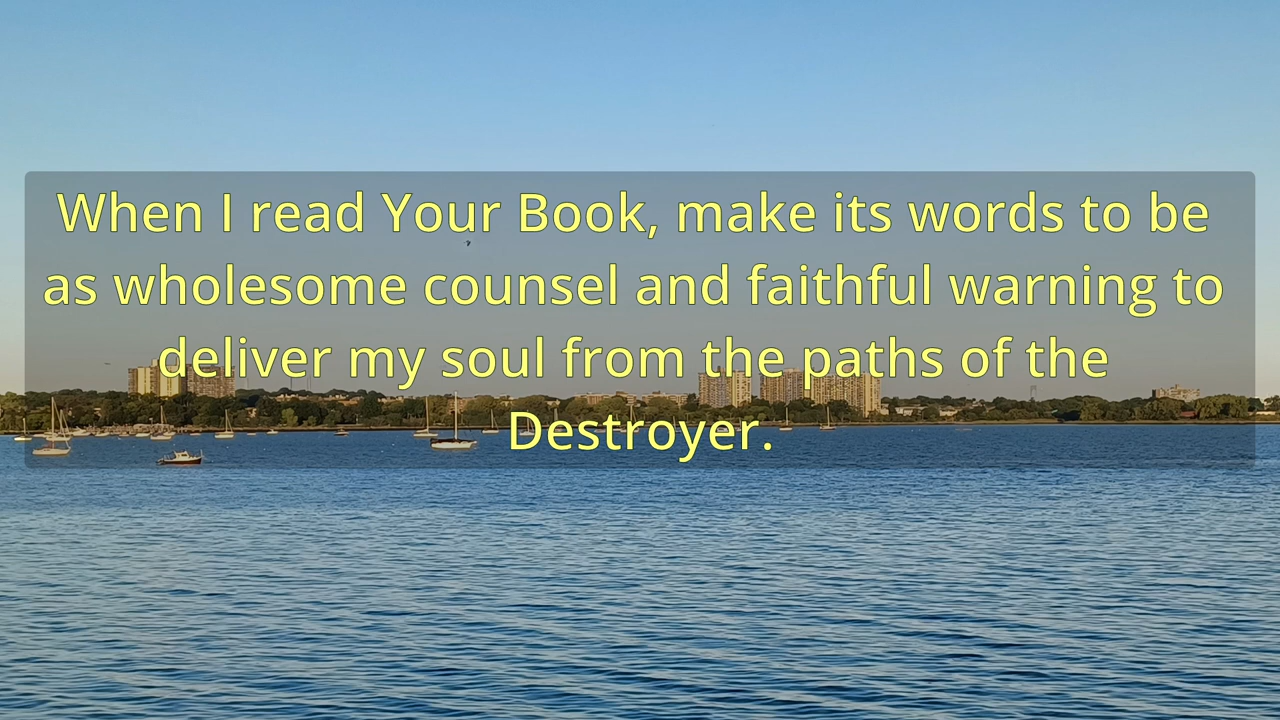 When I read Your Book, make its words to be
as wholesome counsel and faithful warning to
deliver my soul from the paths of the
Destroyer.